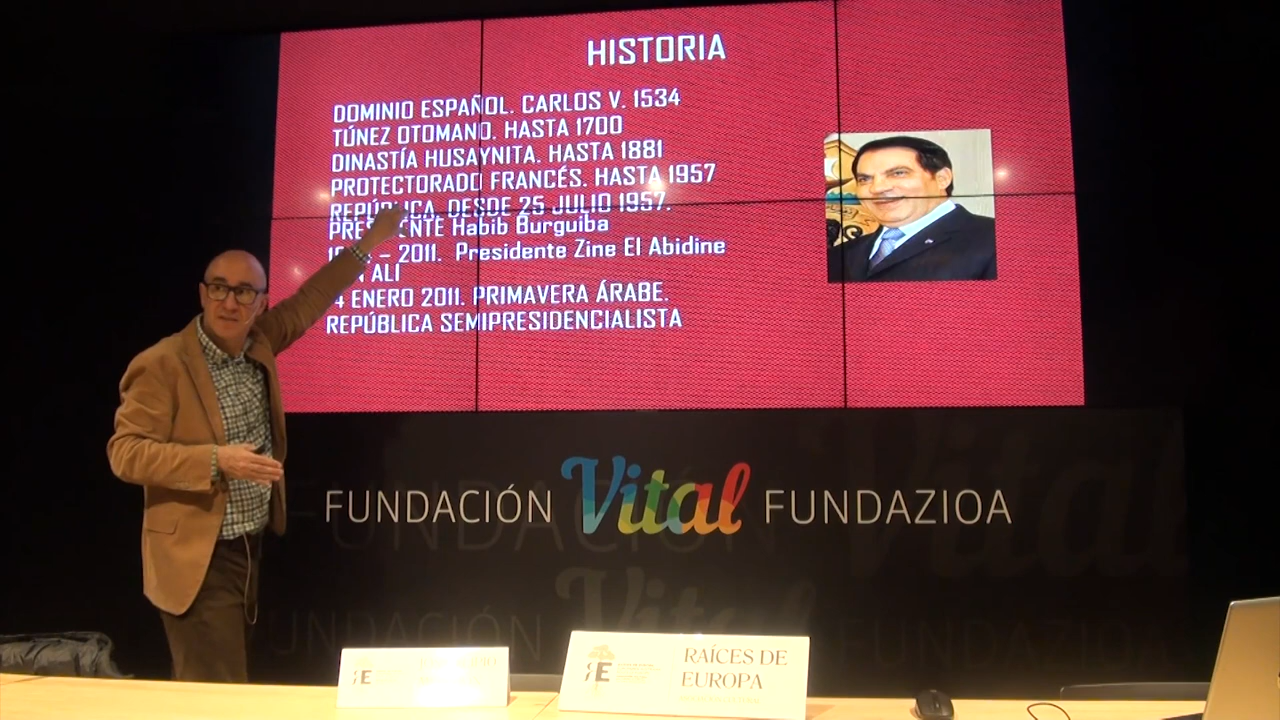 HISTORIA
DOMINIO ESPAÑOL. CARLOS V. 1534
TÚNEZ OTOMANO. HASTA 1700
DINASTÍA HUSAYNITA. HASTA 1881
PROTECTORADO FRANCÉS. HASTA 1957
REPÚBLICA. DESDE 25 JULIO 1957.
PRESIDENTE Habib Burguiba
– 2011. Presidente Zine El Abidine
ALI
4 ENERO 2011. PRIMAVERA ÁRABE.
REPÚBLICA SEMIPRESIDENCIALISTA
FUNDACIÓN Vital FUNDAZIOA
RAÍCES DE
EUROPA